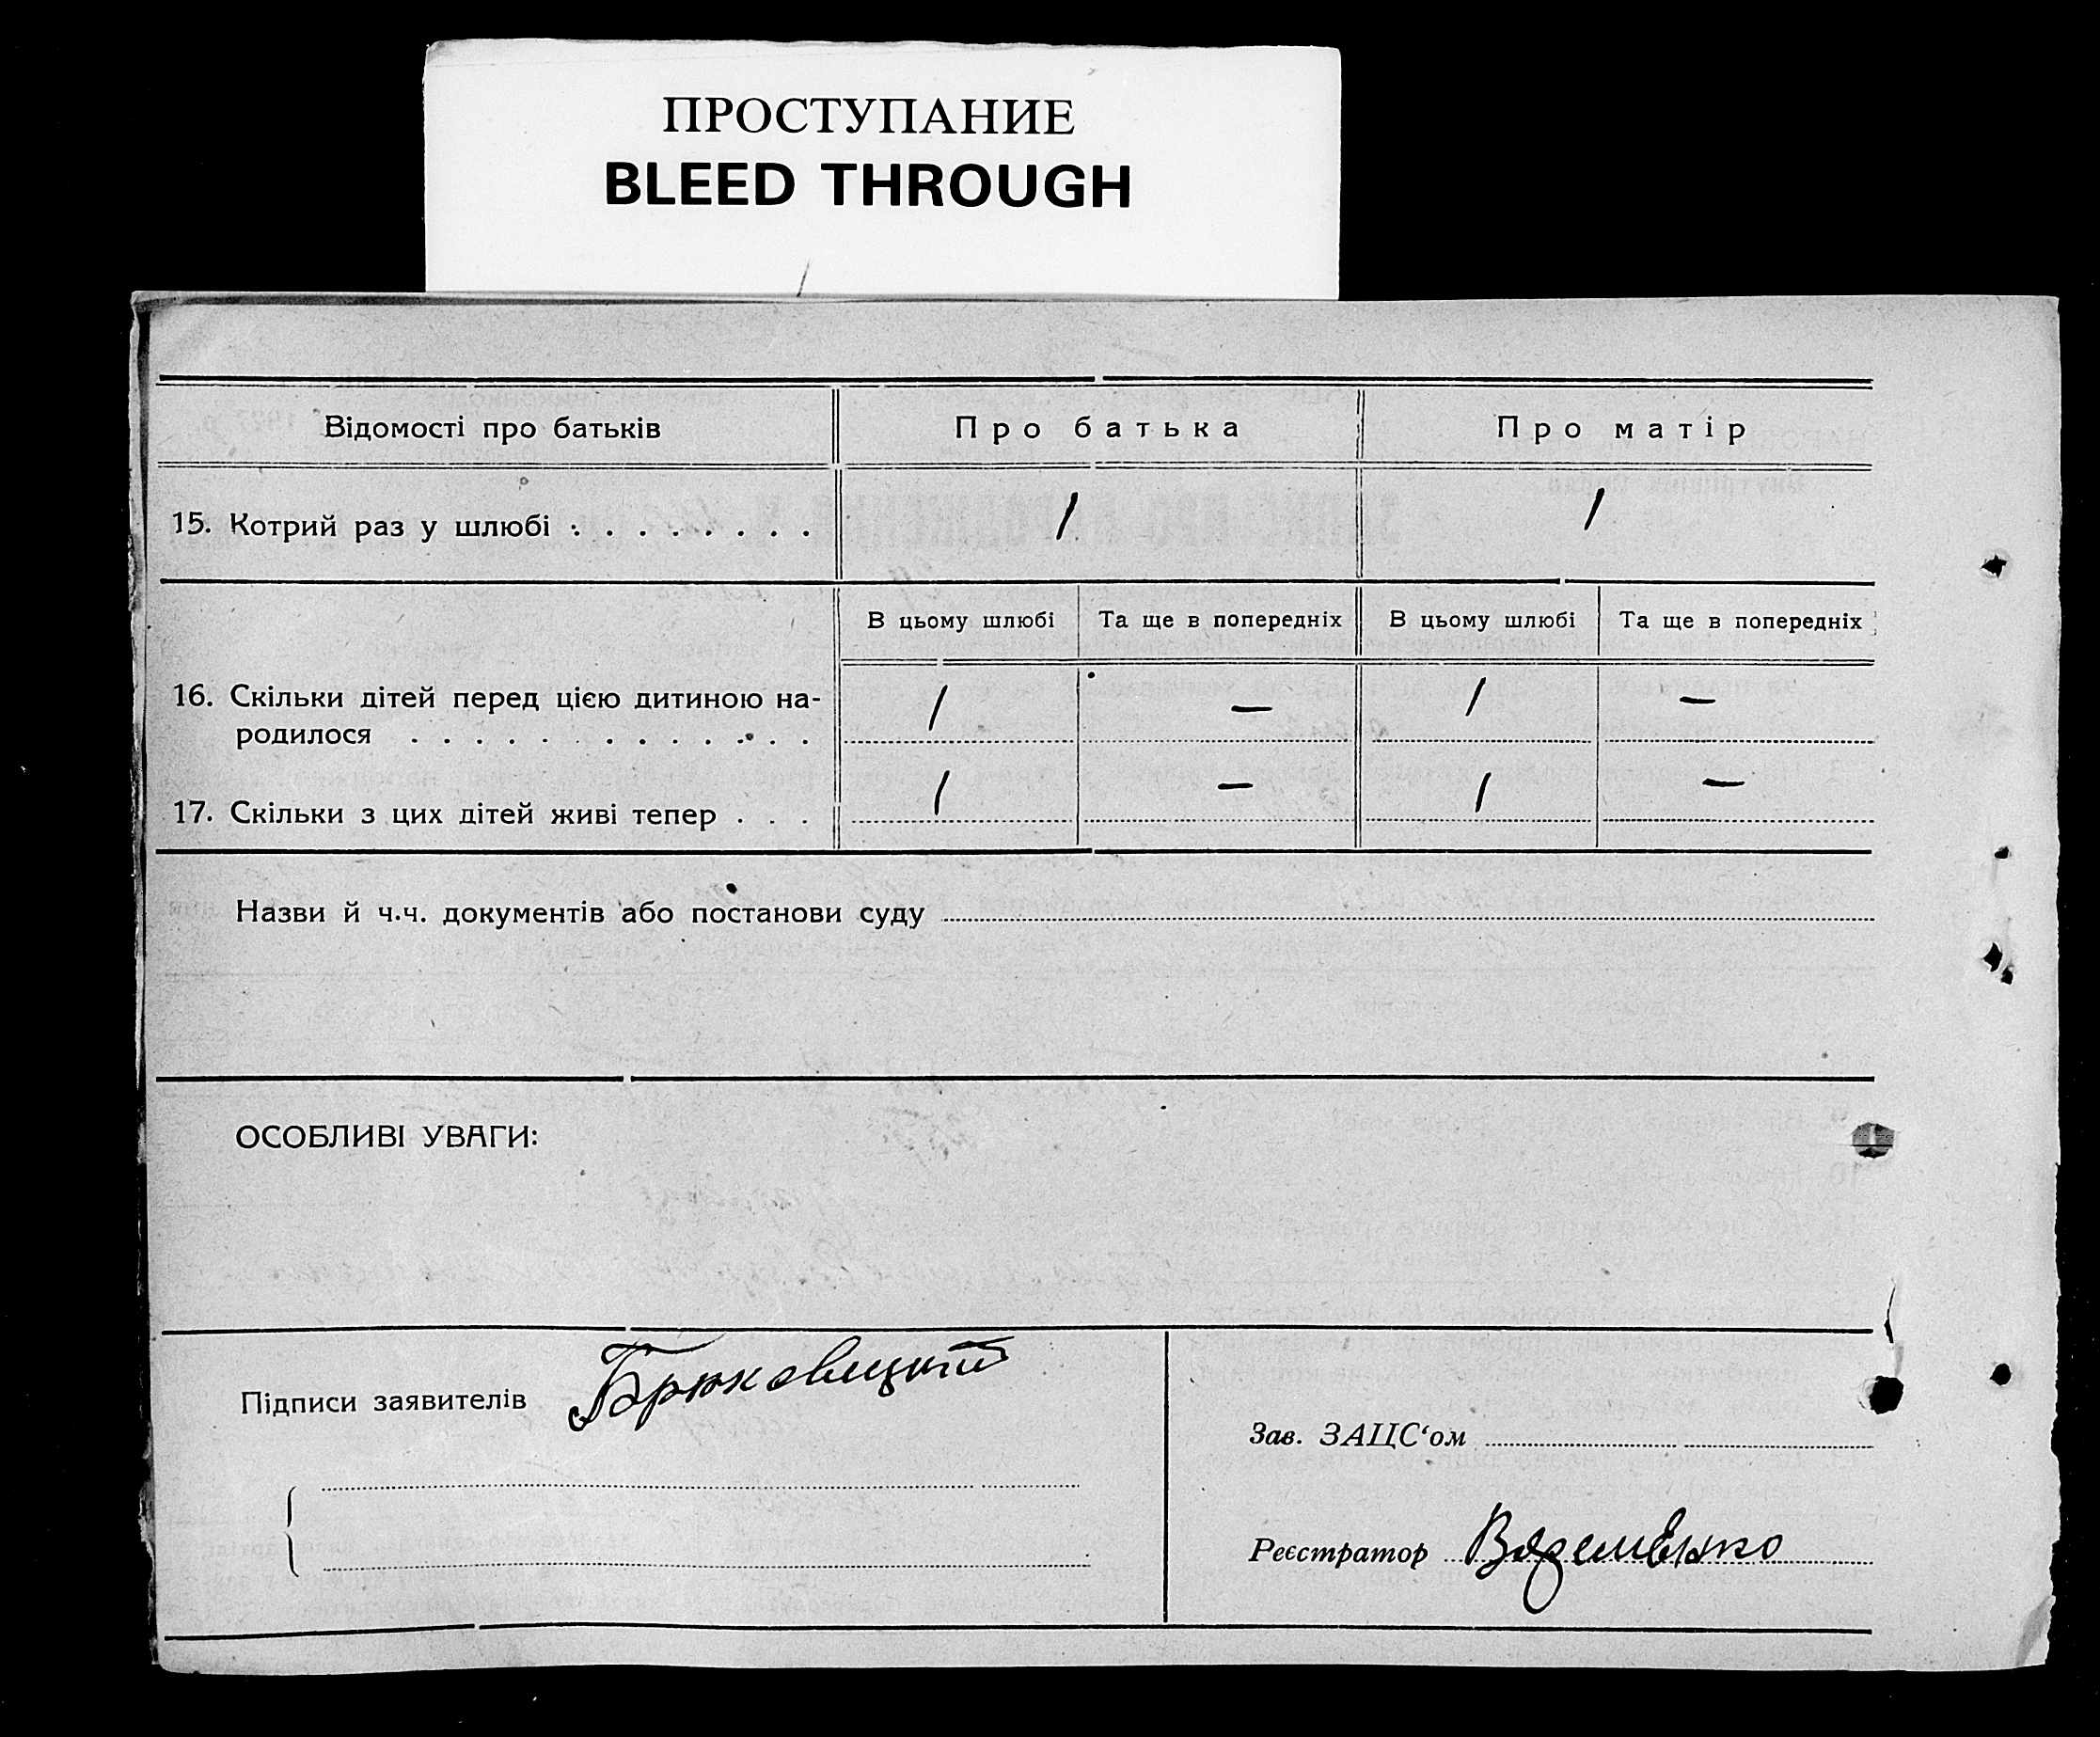 ПРОСТУПАНИЕ
BLEED THROUGH
Відомості про батьків
Про батька
Про матір
15. Котрий раз у шлюбі . . . . . . . . 1 1
В цьому шлюбі
Та ще в попередніх
В цьому шлюбі
Та ще в попередніх
16. Скільки дітей перед цією дитиною на-
родилося . . . . . . . . . . . . . 1 — 1 —
17. Скільки з цих дітей живі тепер . . . 1 — 1 —
Назви й ч.ч. документів або постанови суду
ОСОБЛИВІ УВАГИ:
Підписи заявителів Брюховецький
Зав. ЗАЦС‘ом
Реєстратор